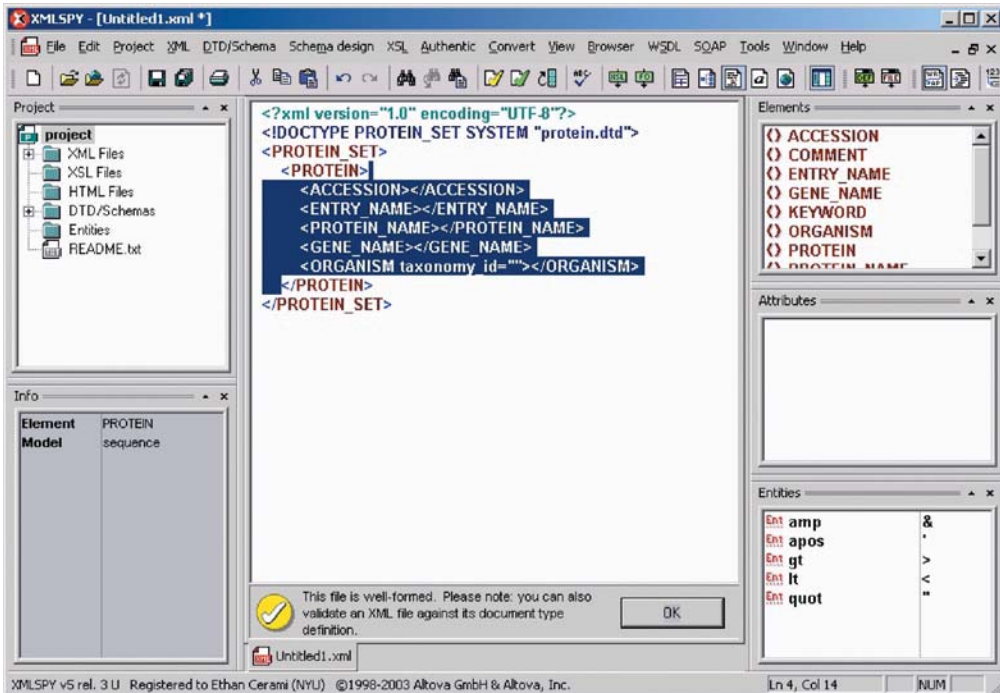 XMLSPY - [Untitled1.xml *]
File Edit Project XML DTD/Schema Schema design XSL Authentic Convert View Browser WSDL SOAP Tools Window Help
Project
project
XML Files
XSL Files
HTML Files
DTD/Schemas
Entities
README.txt
Info
Element PROTEIN
Model sequence
<?xml version="1.0" encoding="UTF-8"?>
<!DOCTYPE PROTEIN_SET SYSTEM "protein.dtd">
<PROTEIN_SET>
<PROTEIN>
<ACCESSION></ACCESSION>
<ENTRY_NAME></ENTRY_NAME>
<PROTEIN_NAME></PROTEIN_NAME>
<GENE_NAME></GENE_NAME>
<ORGANISM taxonomy_id=""></ORGANISM>
</PROTEIN>
</PROTEIN_SET>
This file is well-formed. Please note: you can also
validate an XML file against its document type
definition.
OK
Untitled1.xml
Elements
<> ACCESSION
<> COMMENT
<> ENTRY_NAME
<> GENE_NAME
<> KEYWORD
<> ORGANISM
<> PROTEIN
<> PROTEIN_NAME
Attributes
Entities
Ent amp &
Ent apos '
Ent gt >
Ent lt <
Ent quot "
XMLSPY v5 rel. 3 U Registered to Ethan Cerami (NYU) ©1998-2003 Altova GmbH & Altova, Inc.
Ln 4, Col 14
NUM